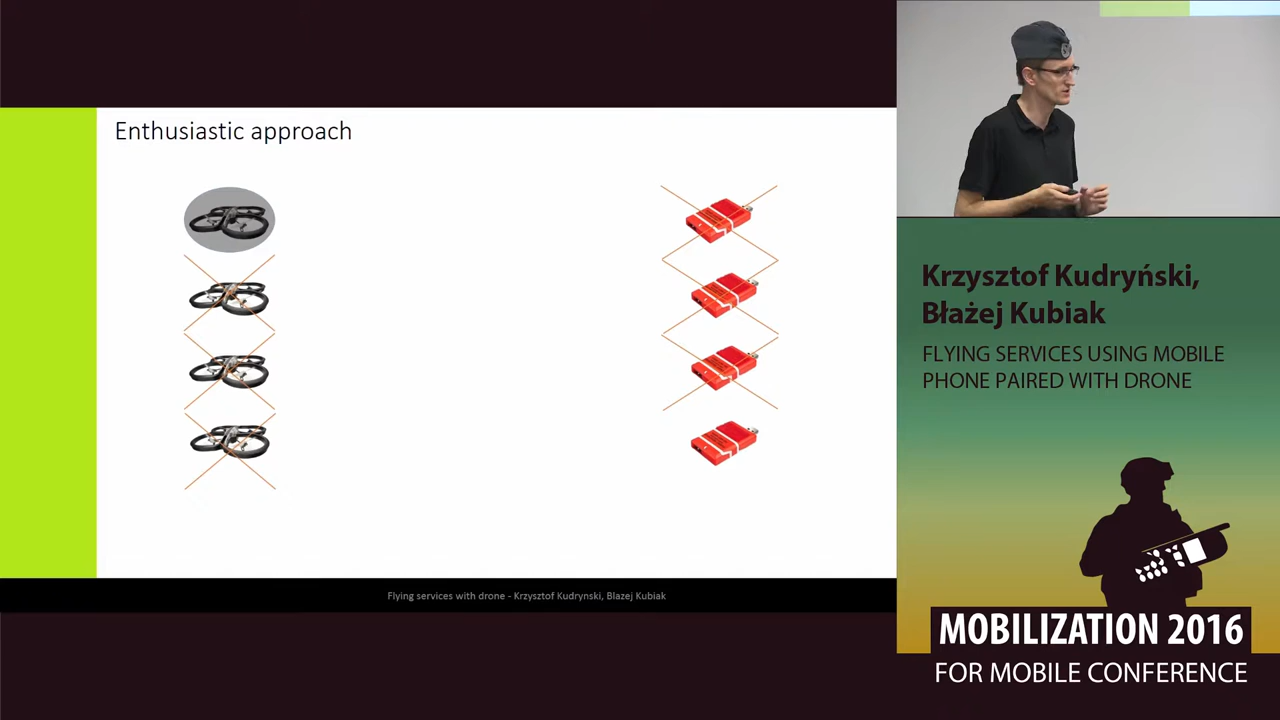 Enthusiastic approach
Flying services with drone - Krzysztof Kudrynski, Blazej Kubiak
Krzysztof Kudryński,
Błażej Kubiak
FLYING SERVICES USING MOBILE
PHONE PAIRED WITH DRONE
MOBILIZATION 2016
FOR MOBILE CONFERENCE